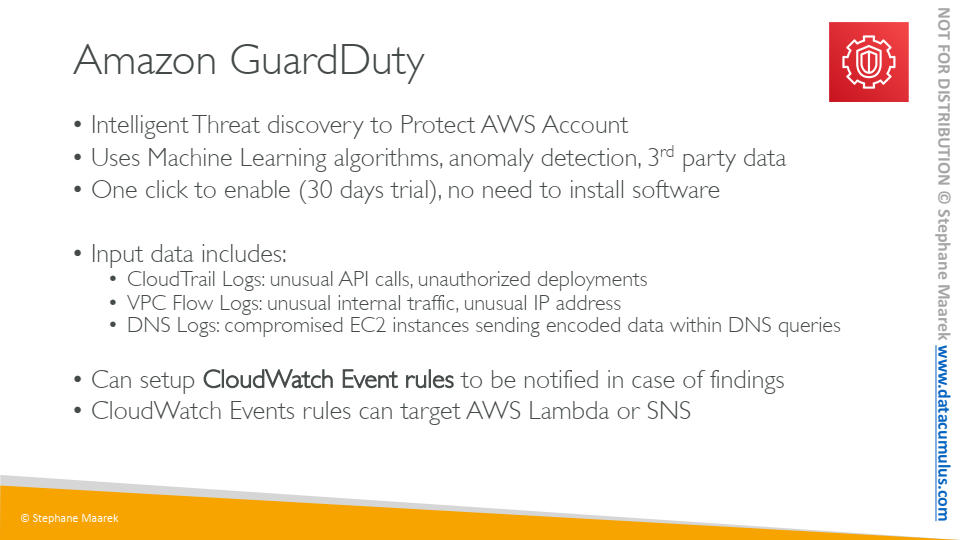 Amazon GuardDuty
• Intelligent Threat discovery to Protect AWS Account
• Uses Machine Learning algorithms, anomaly detection, 3rd party data
• One click to enable (30 days trial), no need to install software
• Input data includes:
• CloudTrail Logs: unusual API calls, unauthorized deployments
• VPC Flow Logs: unusual internal traffic, unusual IP address
• DNS Logs: compromised EC2 instances sending encoded data within DNS queries
• Can setup CloudWatch Event rules to be notified in case of findings
• CloudWatch Events rules can target AWS Lambda or SNS
© Stephane Maarek
NOT FOR DISTRIBUTION © Stephane Maarek www.datacumulus.com